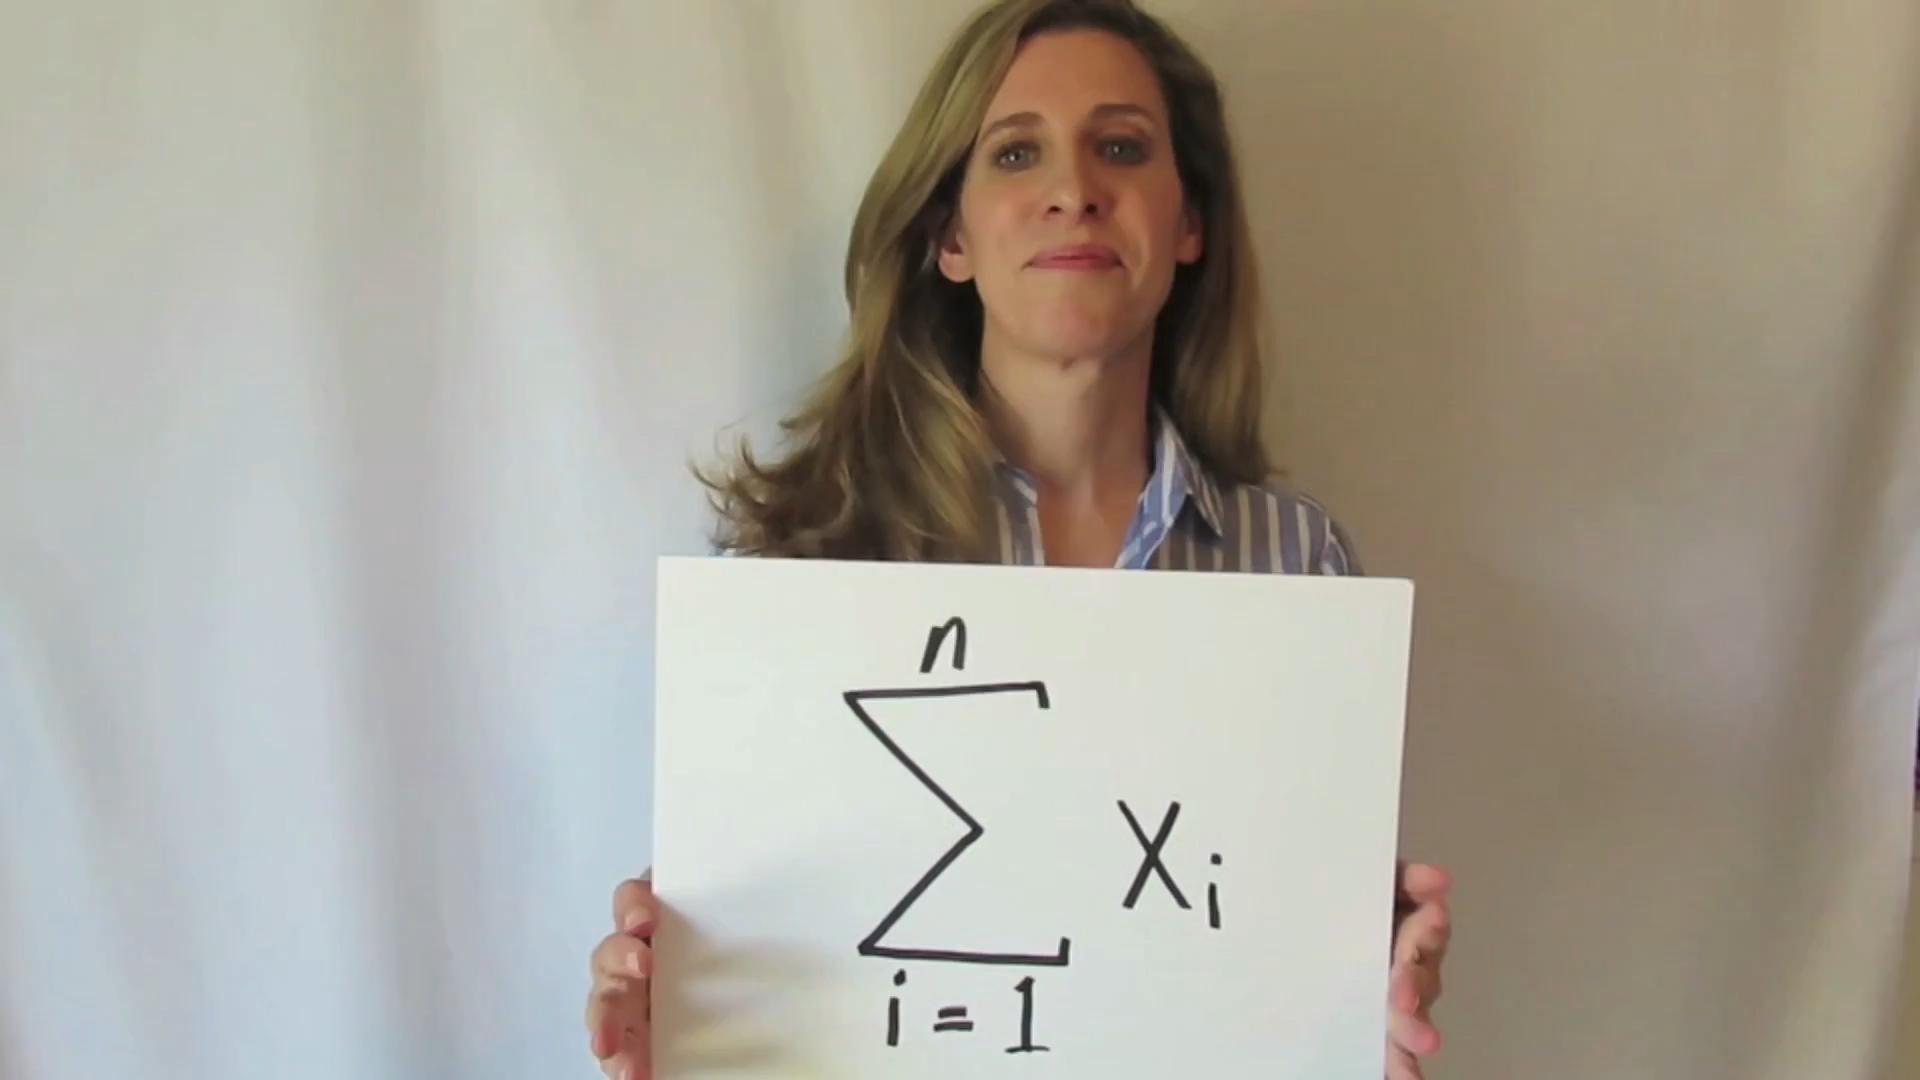 n
∑ Xi
i = 1